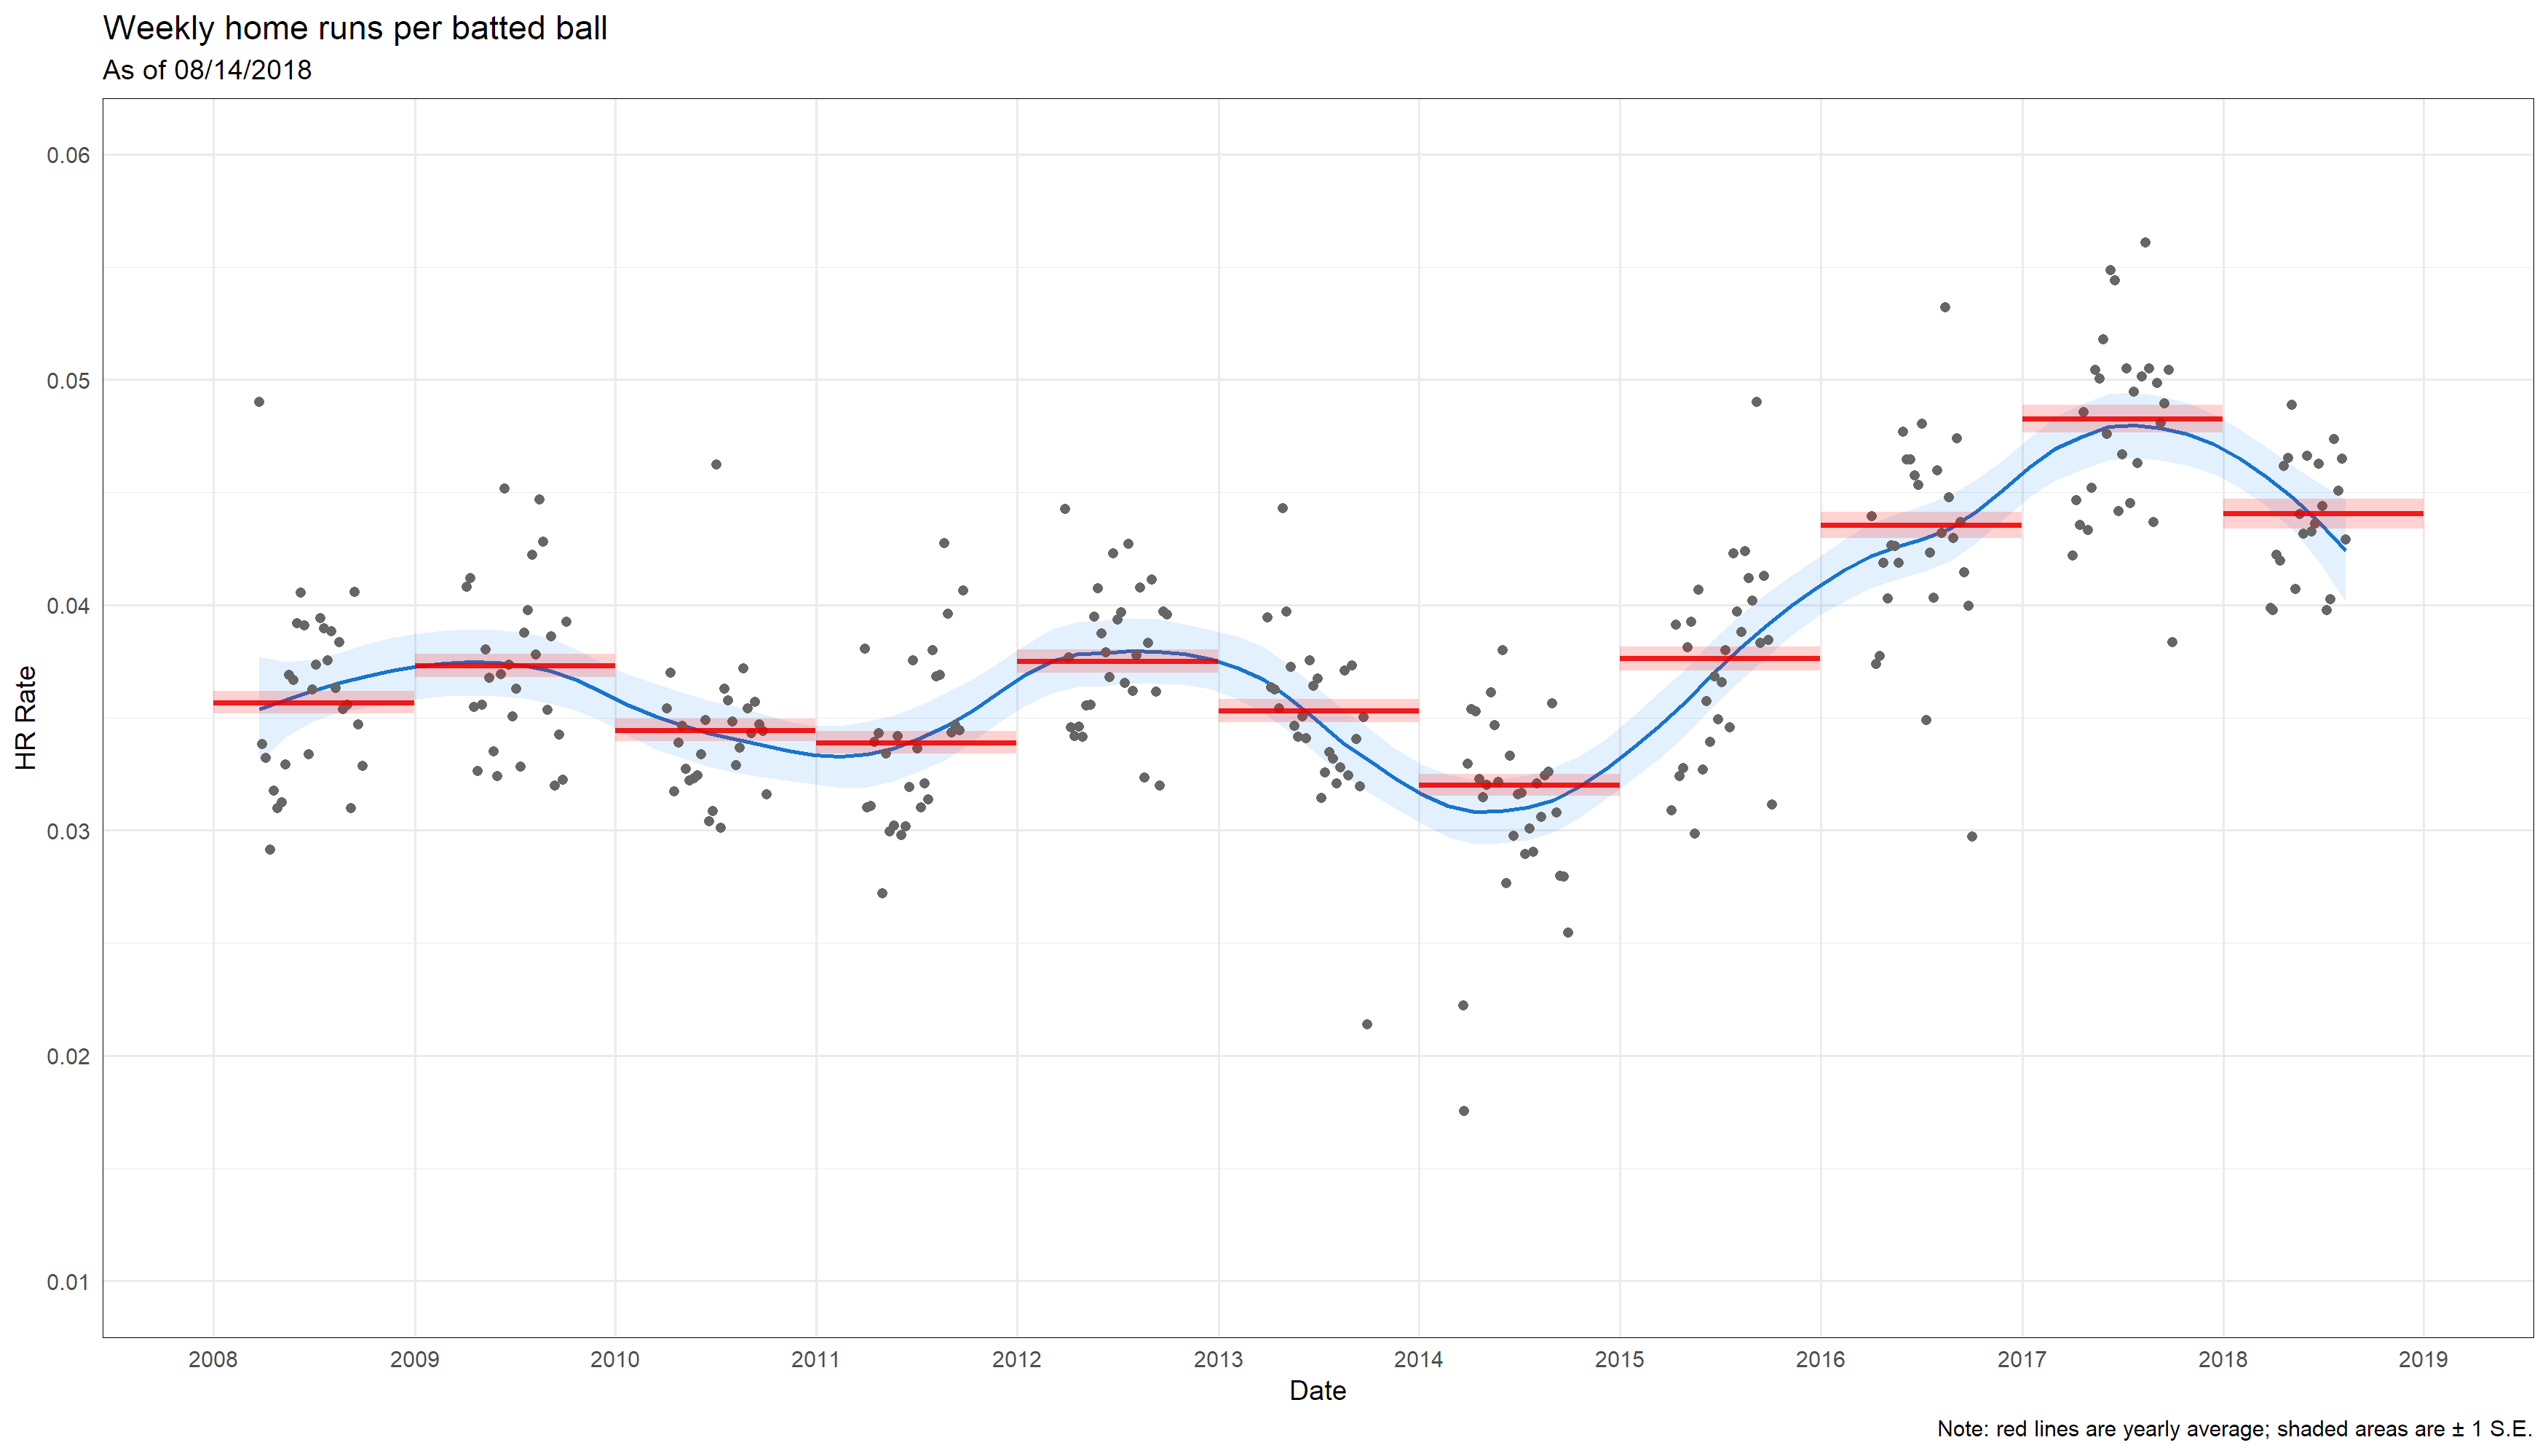 Weekly home runs per batted ball
As of 08/14/2018
HR Rate
0.06
0.05
0.04
0.03
0.02
0.01
2008 2009 2010 2011 2012 2013 2014 2015 2016 2017 2018 2019
Date
Note: red lines are yearly average; shaded areas are ± 1 S.E.